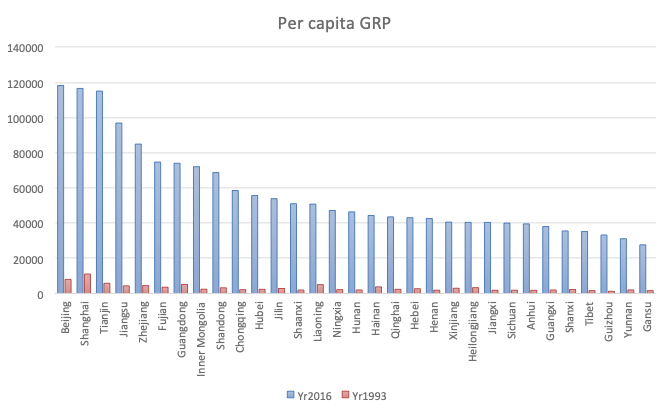 Per capita GRP
140000
120000
100000
80000
60000
40000
20000
0
Beijing
Shanghai
Tianjin
Jiangsu
Zhejiang
Fujian
Guangdong
Inner Mongolia
Shandong
Chongqing
Hubei
Jilin
Shaanxi
Liaoning
Ningxia
Hunan
Hainan
Qinghai
Hebei
Henan
Xinjiang
Heilongjiang
Jiangxi
Sichuan
Anhui
Guangxi
Shanxi
Tibet
Guizhou
Yunnan
Gansu
Yr2016 Yr1993